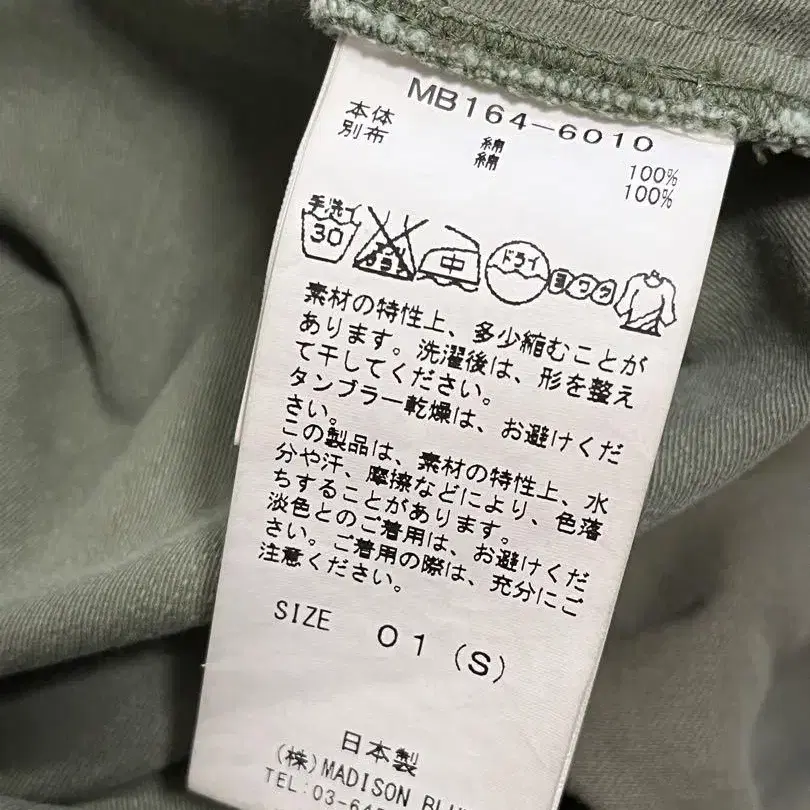 MB164-6010
本体 綿 100%
別布 綿 100%
手洗イ
30
中
ドライ
ヨワク
素材の特性上、多少縮むことが
あります。洗濯後は、形を整え
て干してください。
タンブラー乾燥は、お避けくだ
さい。
この製品は、素材の特性上、水
分や汗、摩擦などにより、色落
ちすることがあります。
淡色とのご着用は、お避けくだ
さい。ご着用の際は、充分にご
注意ください。
SIZE 01 (S)
日本製
(株)MADISON
TEL:03-64